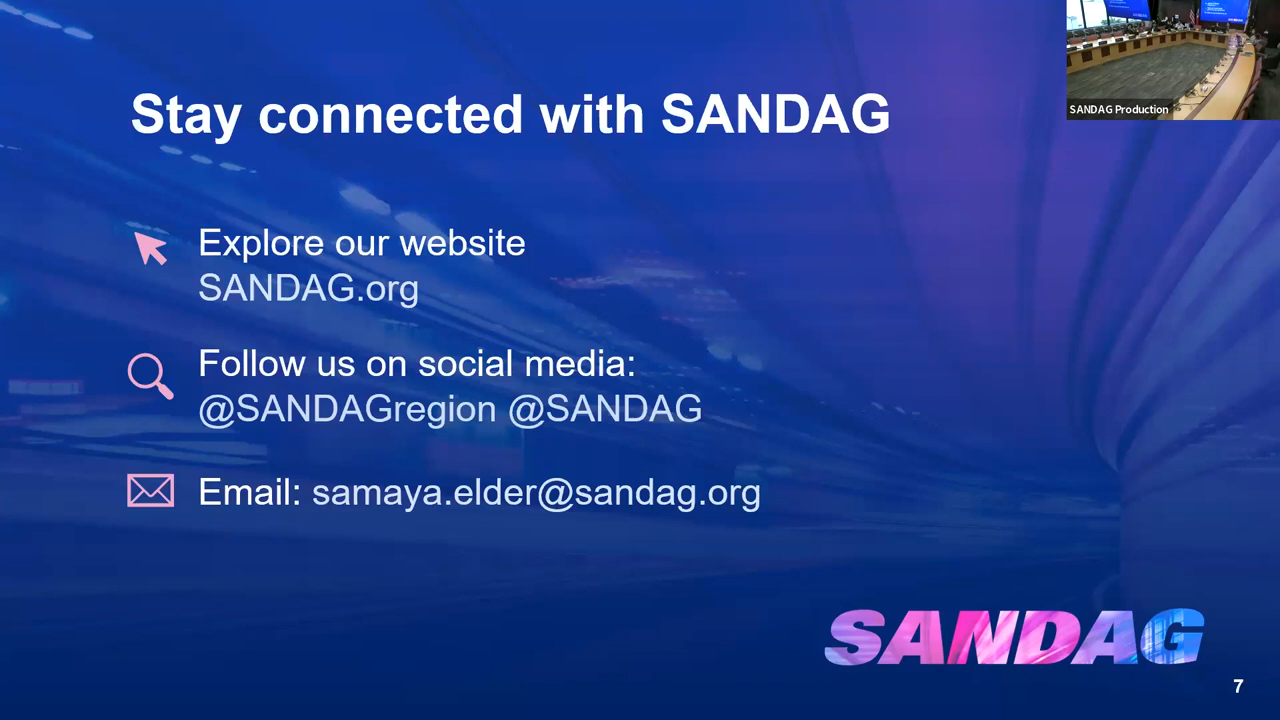 Stay connected with SANDAG
SANDAG Production
Explore our website
SANDAG.org
Follow us on social media:
@SANDAGregion @SANDAG
Email: samaya.elder@sandag.org
SANDAG
7